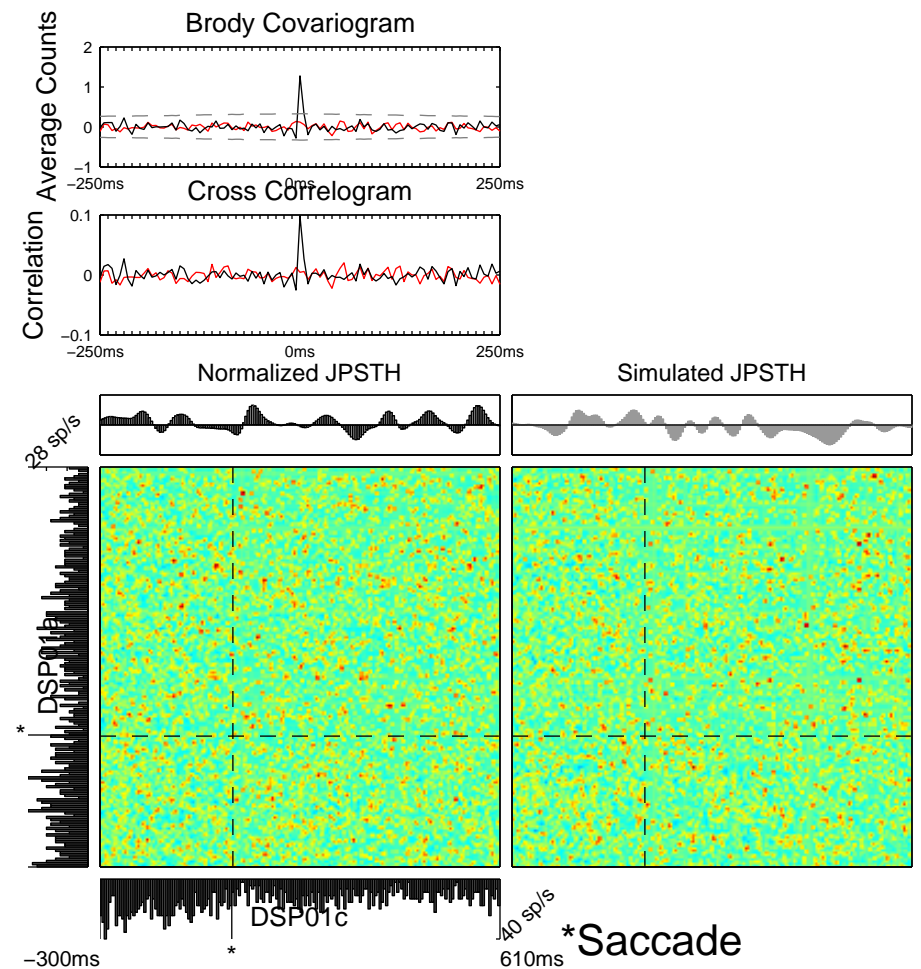 Brody Covariogram
Average Counts
2
1
0
−1
−250ms
0ms
250ms
Cross Correlogram
Correlation
0.1
0
−0.1
−250ms
0ms
250ms
Normalized JPSTH
Simulated JPSTH
28 sp/s
*
DSP01c
*
40 sp/s
−300ms
610ms
*Saccade